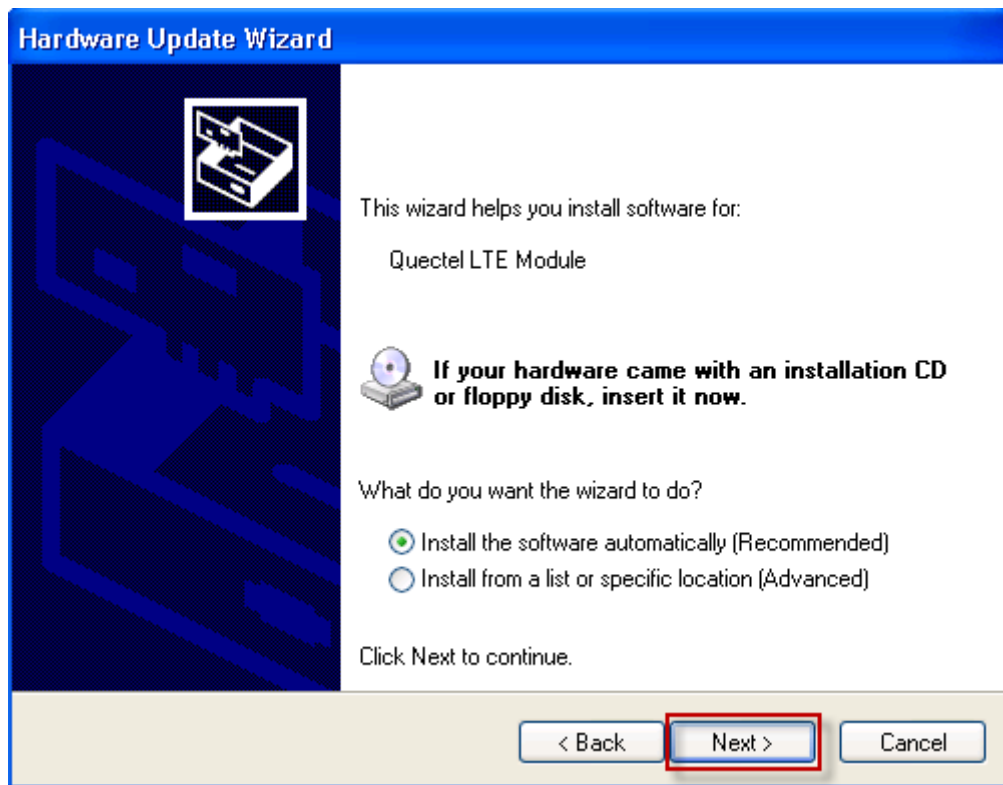 Hardware Update Wizard
This wizard helps you install software for:
Quectel LTE Module
If your hardware came with an installation CD
or floppy disk, insert it now.
What do you want the wizard to do?
Install the software automatically (Recommended)
Install from a list or specific location (Advanced)
Click Next to continue.
< Back
Next >
Cancel